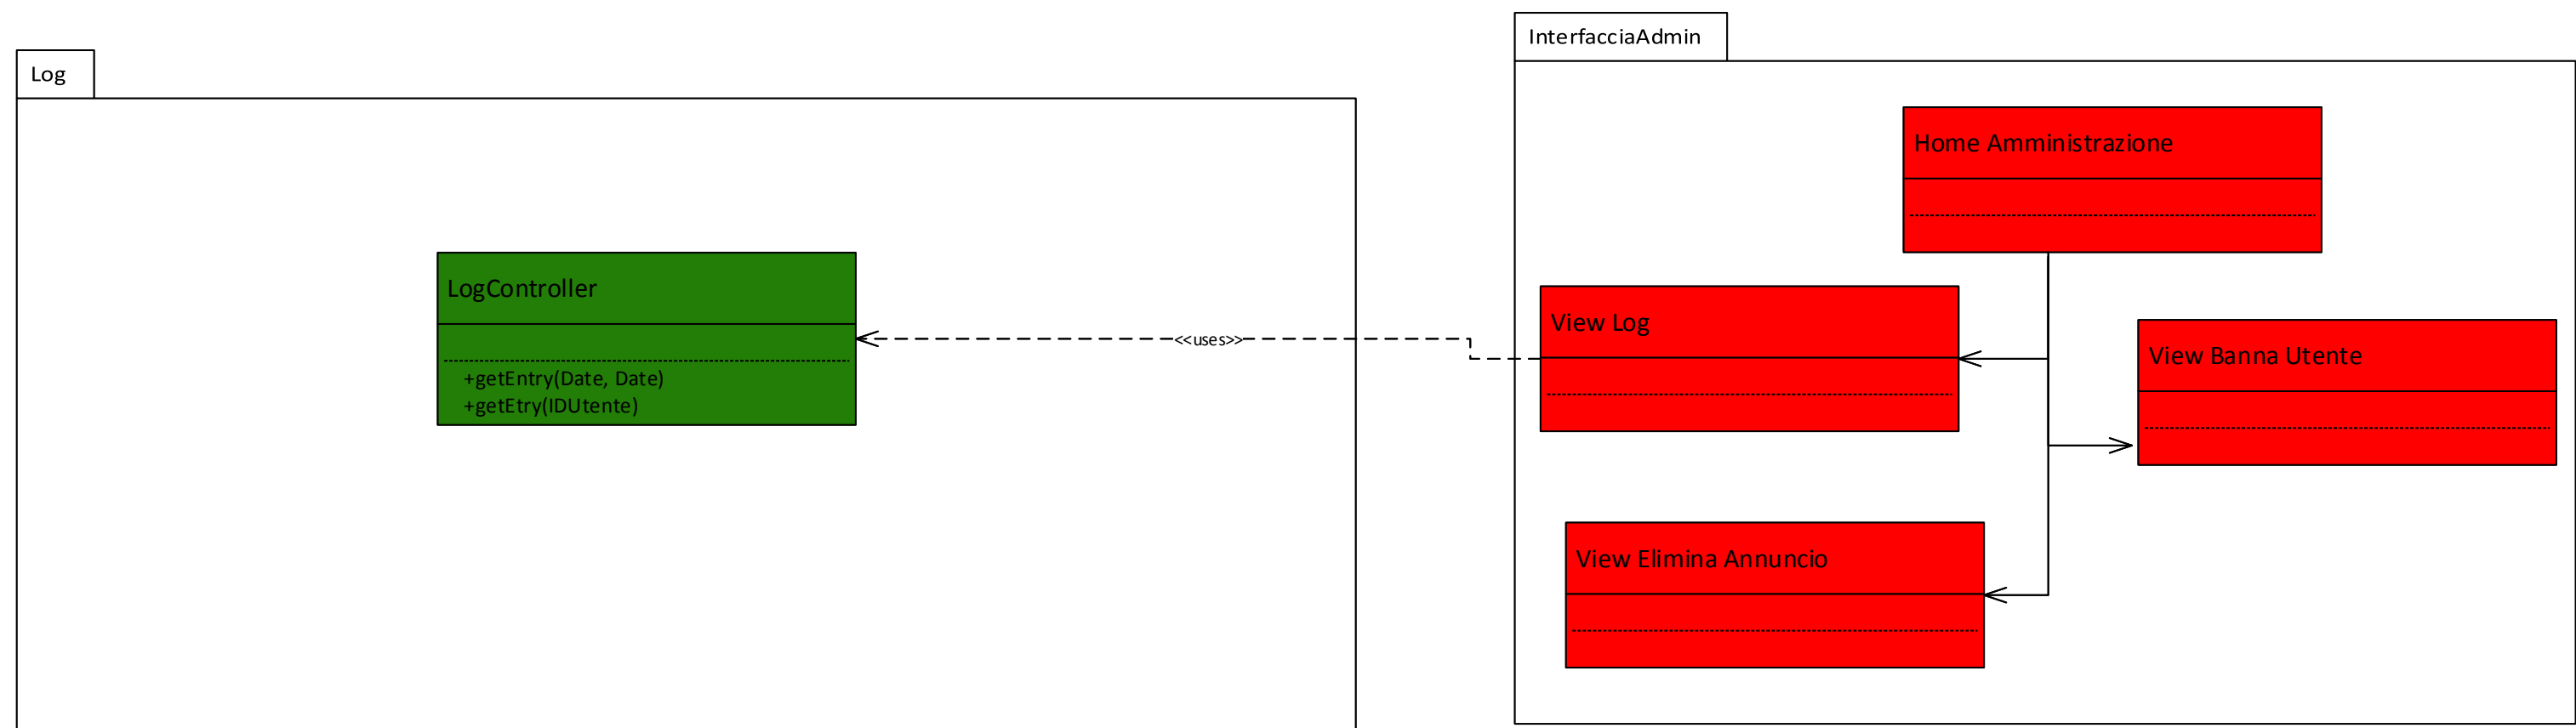 Log
LogController
+getEntry(Date, Date)
+getEtry(IDUtente)
<<uses>>
InterfacciaAdmin
Home Amministrazione
View Log
View Banna Utente
View Elimina Annuncio